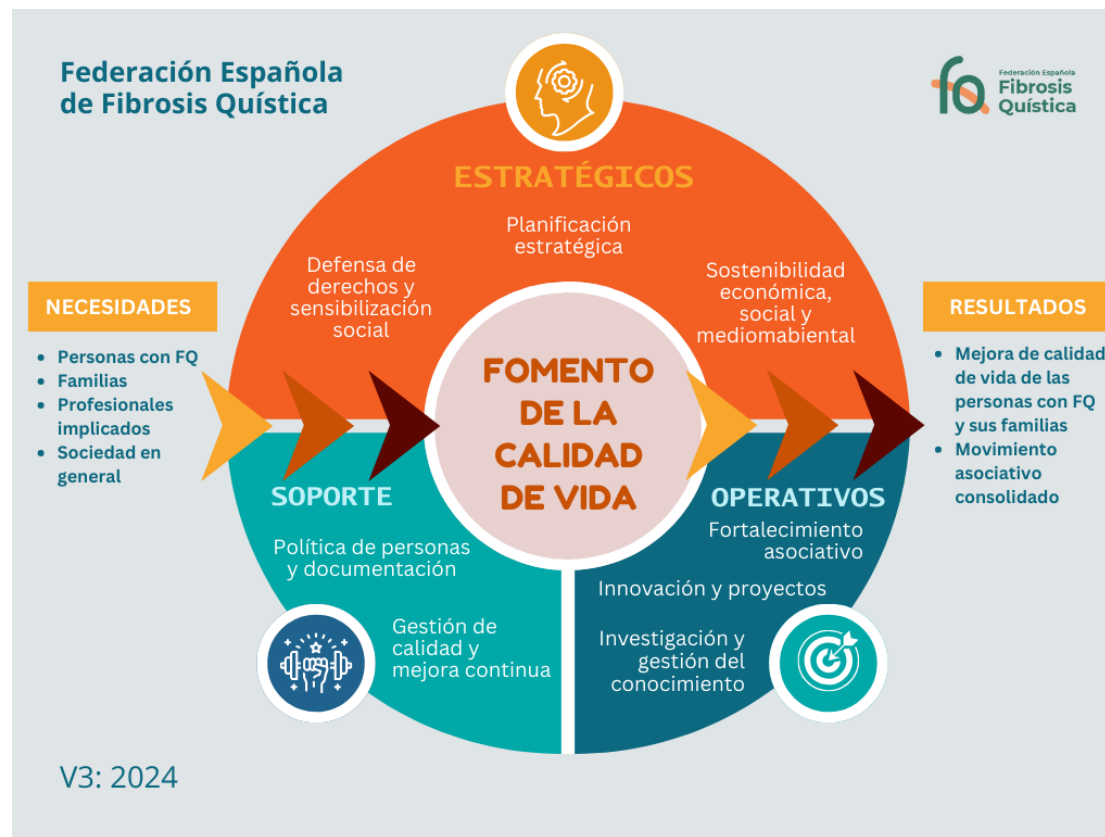 Federación Española
de Fibrosis Quística
Federación Española
Fibrosis
Quística
ESTRATÉGICOS
Planificación
estratégica
Defensa de
derechos y
sensibilización
social
Sostenibilidad
económica,
social y
mediomabiental
NECESIDADES
• Personas con FQ
• Familias
• Profesionales
implicados
• Sociedad en
general
FOMENTO
DE LA
CALIDAD
DE VIDA
RESULTADOS
• Mejora de calidad
de vida de las
personas con FQ
y sus familias
• Movimiento
asociativo
consolidado
SOPORTE
Política de personas
y documentación
Gestión de
calidad y
mejora continua
OPERATIVOS
Fortalecimiento
asociativo
Innovación y proyectos
Investigación y
gestión del
conocimiento
V3: 2024